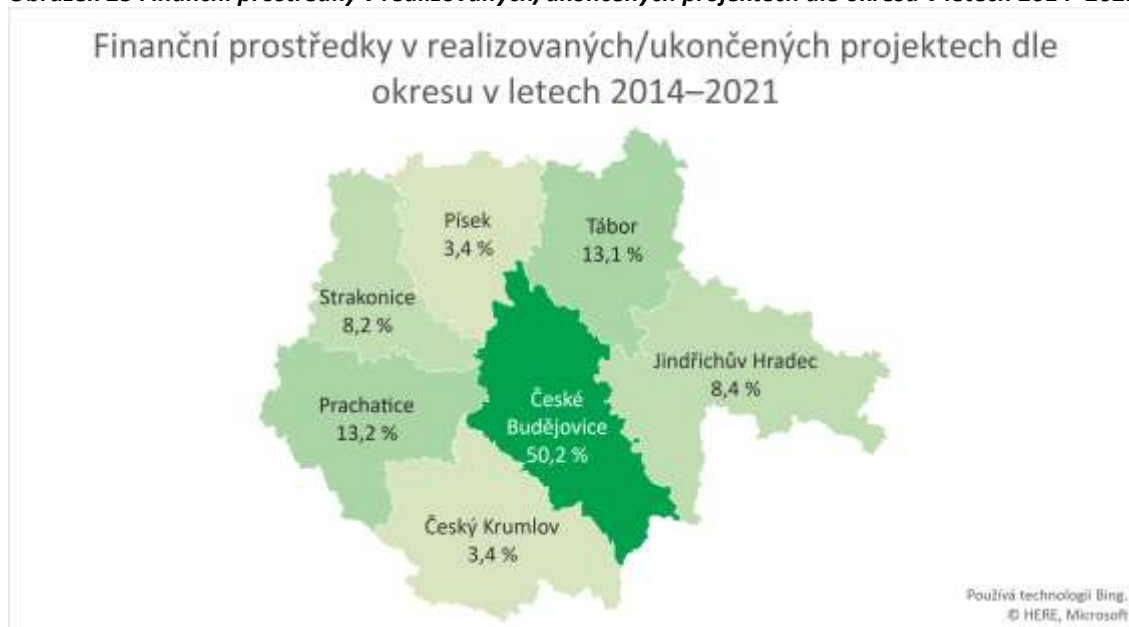 Finanční prostředky v realizovaných/ukončených projektech dle
okresu v letech 2014–2021
Písek
3,4 %
Tábor
13,1 %
Strakonice
8,2 %
Jindřichův Hradec
8,4 %
Prachatice
13,2 %
České
Budějovice
50,2 %
Český Krumlov
3,4 %
Používá technologii Bing.
© HERE, Microsoft